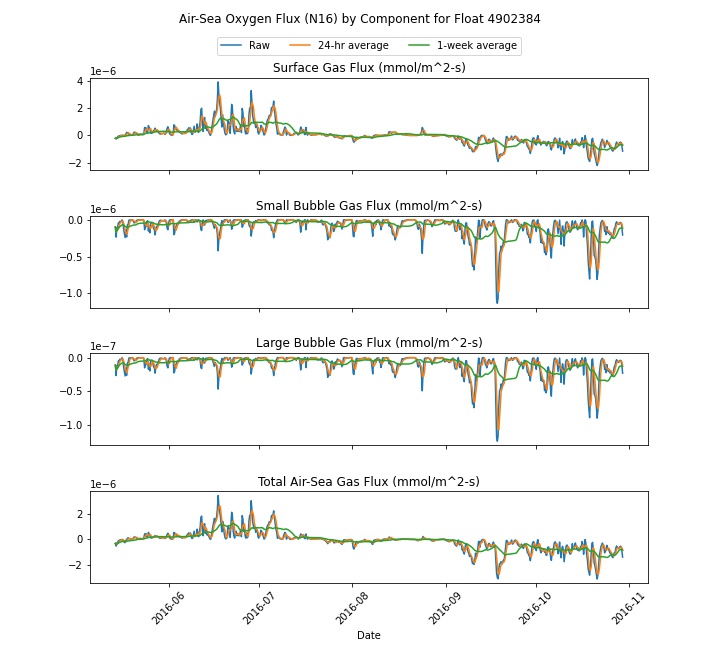 Air-Sea Oxygen Flux (N16) by Component for Float 4902384
Raw 24-hr average 1-week average
Surface Gas Flux (mmol/m^2-s)
1e−6
4
2
0
−2
Small Bubble Gas Flux (mmol/m^2-s)
1e−6
0.0
−0.5
−1.0
Large Bubble Gas Flux (mmol/m^2-s)
1e−7
0.0
−0.5
−1.0
Total Air-Sea Gas Flux (mmol/m^2-s)
1e−6
2
0
−2
2016-06 2016-07 2016-08 2016-09 2016-10 2016-11
Date